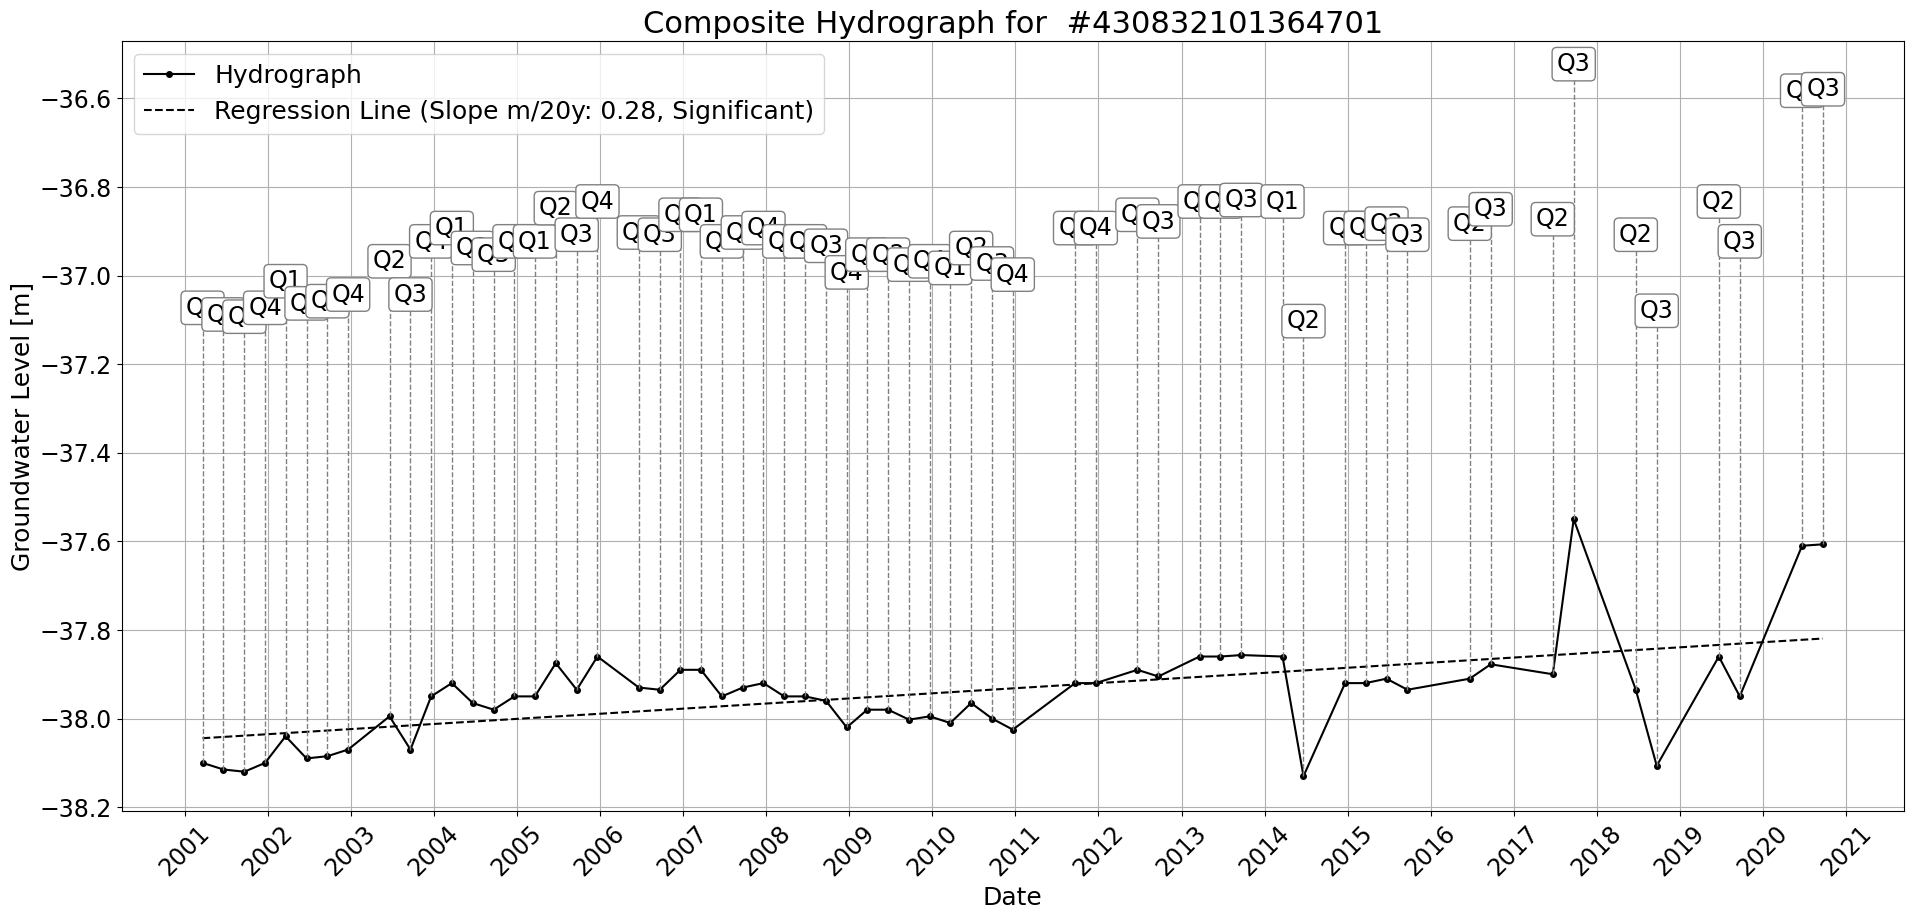 Composite Hydrograph for  #430832101364701
Hydrograph
Regression Line (Slope m/20y: 0.28, Significant)
Groundwater Level [m]
−36.6
−36.8
−37.0
−37.2
−37.4
−37.6
−37.8
−38.0
−38.2
Q4
Q1
Q4
Q2
Q3
Q1
Q1
Q2
Q3
Q4
Q3
Q1
Q4
Q3
Q4
Q2
Q4
Q4
Q3
Q3
Q1
Q2
Q3
Q2
Q3
Q2
Q3
Q2
Q3
Q2
Q3
Q3
2001
2002
2003
2004
2005
2006
2007
2008
2009
2010
2011
2012
2013
2014
2015
2016
2017
2018
2019
2020
2021
Date